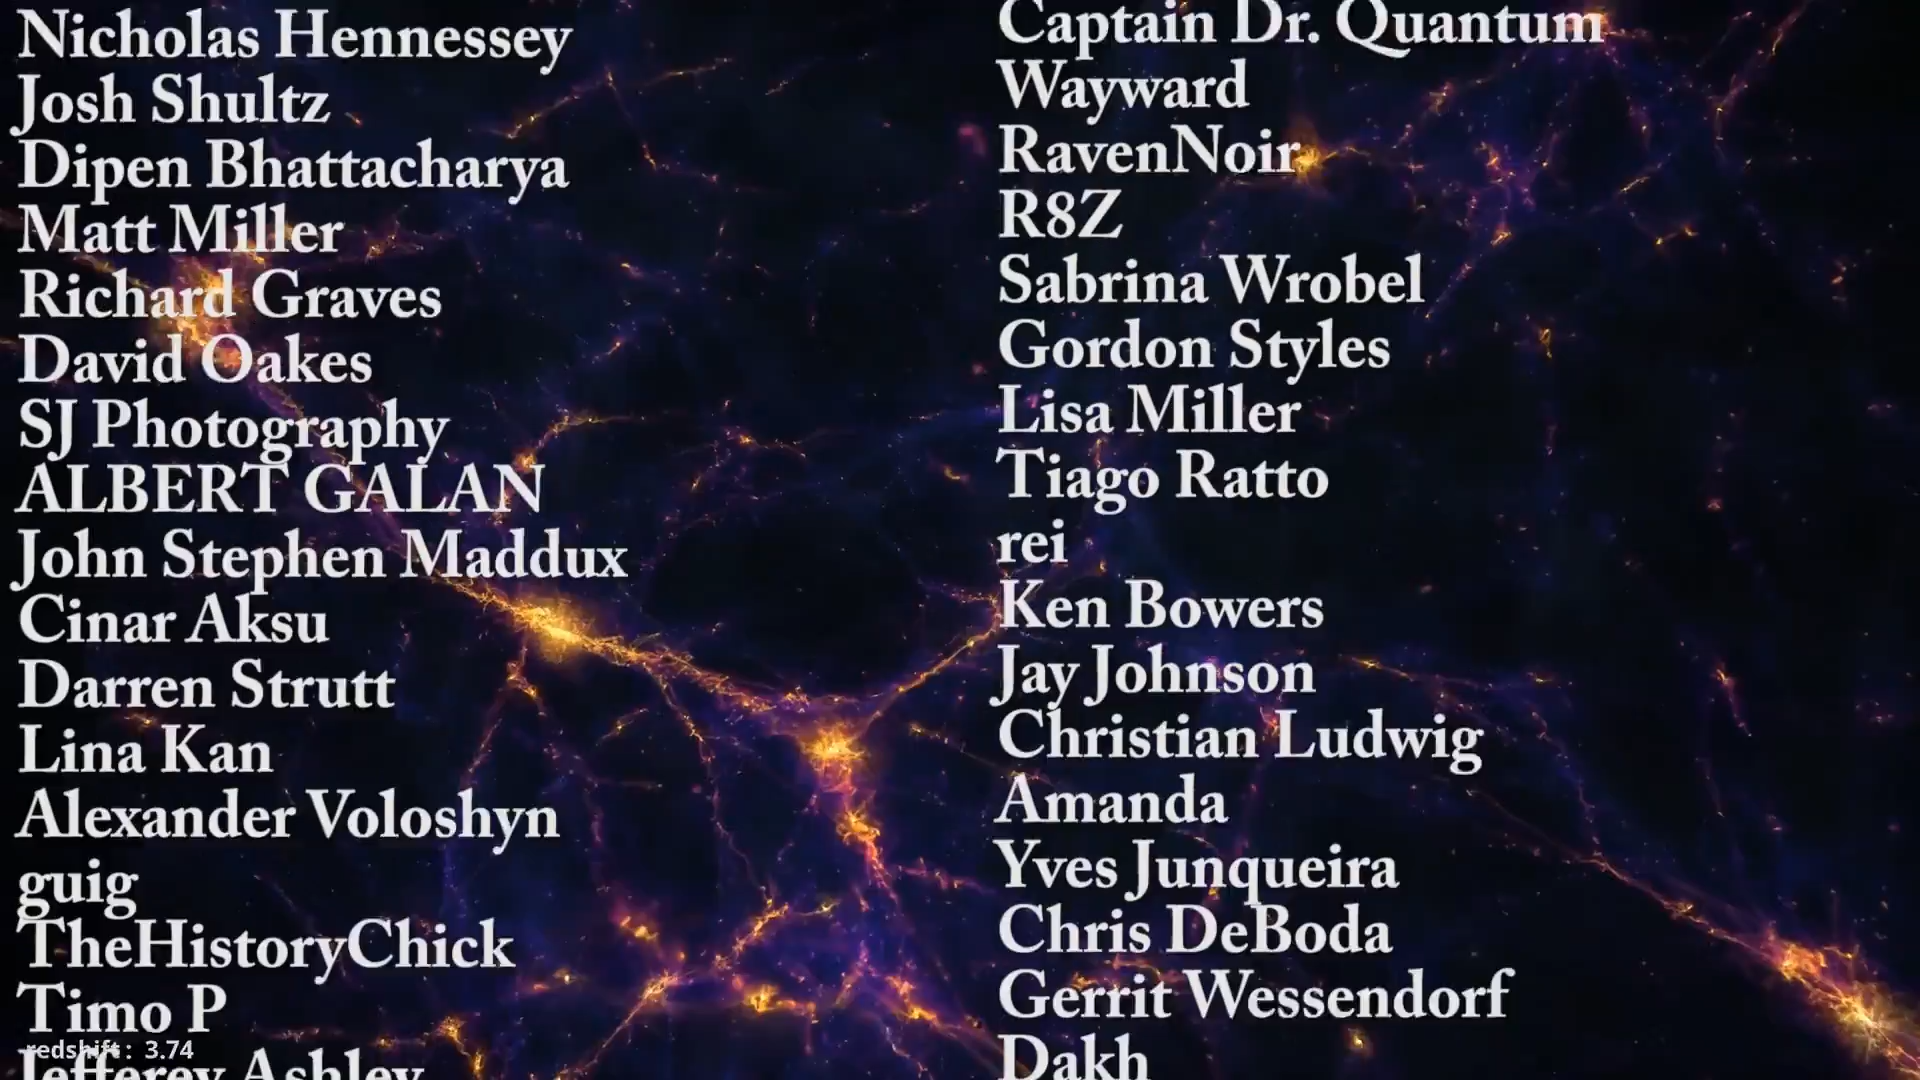 Nicholas Hennessey
Josh Shultz
Dipen Bhattacharya
Matt Miller
Richard Graves
David Oakes
SJ Photography
ALBERT GALAN
John Stephen Maddux
Cinar Aksu
Darren Strutt
Lina Kan
Alexander Voloshyn
guig
TheHistoryChick
Timo P
redshift: 3.74
Jefferey Ashley
Captain Dr. Quantum
Wayward
RavenNoir
R8Z
Sabrina Wrobel
Gordon Styles
Lisa Miller
Tiago Ratto
rei
Ken Bowers
Jay Johnson
Christian Ludwig
Amanda
Yves Junqueira
Chris DeBoda
Gerrit Wessendorf
Dakh